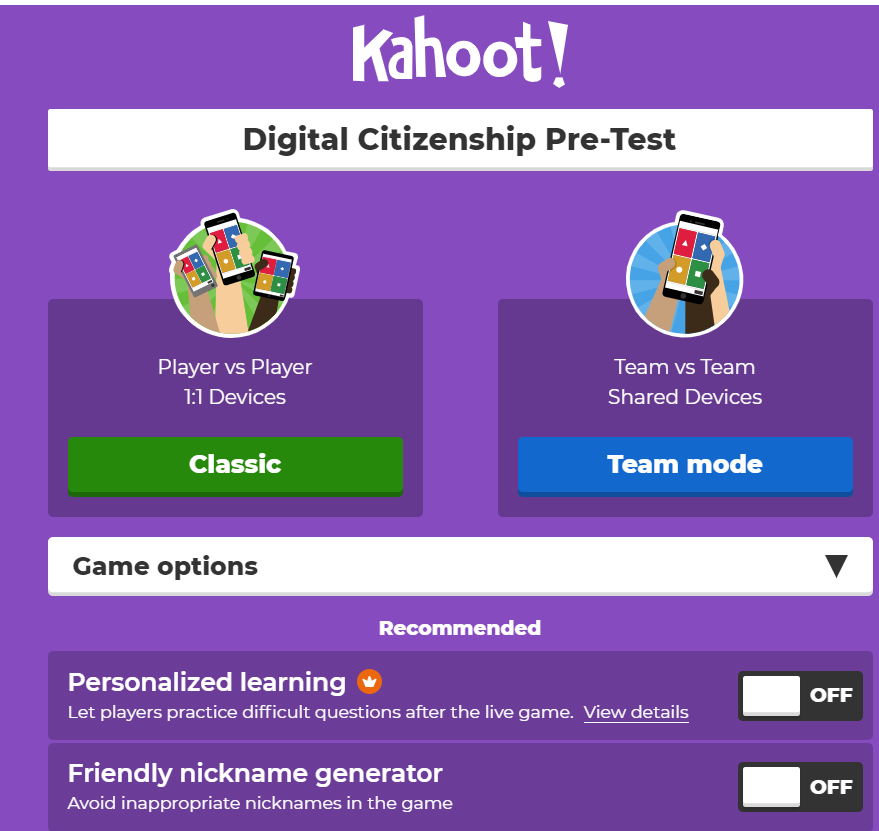 Kahoot!
Digital Citizenship Pre-Test
Player vs Player
1:1 Devices
Classic
Team vs Team
Shared Devices
Team mode
Game options
Recommended
Personalized learning
Let players practice difficult questions after the live game. View details
OFF
Friendly nickname generator
Avoid inappropriate nicknames in the game
OFF